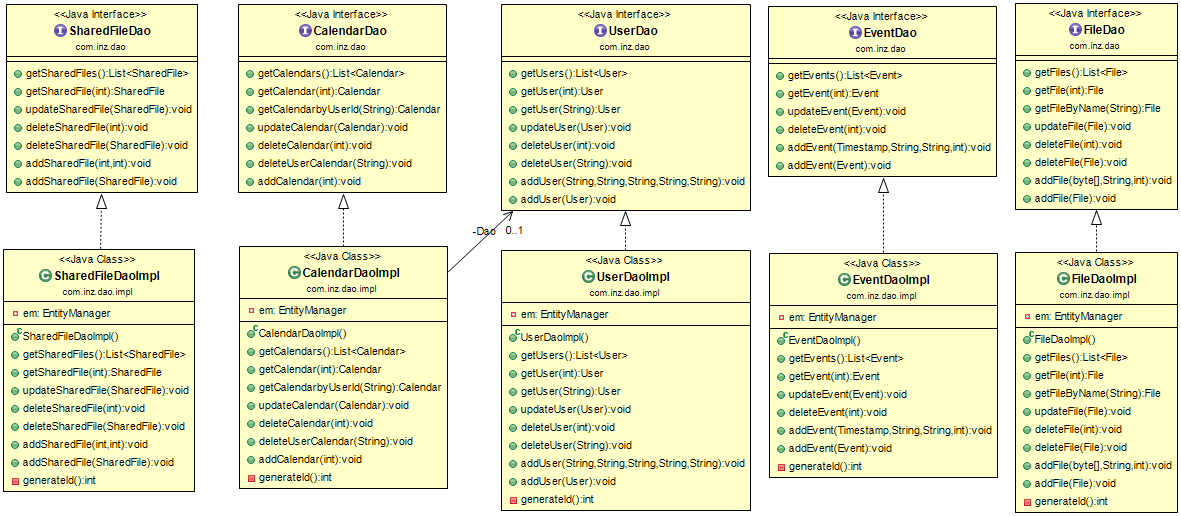 <<Java Interface>>
SharedFileDao
com.inz.dao
getSharedFiles():List<SharedFile>
getSharedFile(int):SharedFile
updateSharedFile(SharedFile):void
deleteSharedFile(int):void
deleteSharedFile(SharedFile):void
addSharedFile(int,int):void
addSharedFile(SharedFile):void
<<Java Interface>>
CalendarDao
com.inz.dao
getCalendars():List<Calendar>
getCalendar(int):Calendar
getCalendarbyUserId(String):Calendar
updateCalendar(Calendar):void
deleteCalendar(int):void
deleteUserCalendar(String):void
addCalendar(int):void
<<Java Interface>>
UserDao
com.inz.dao
getUsers():List<User>
getUser(int):User
getUser(String):User
updateUser(User):void
deleteUser(int):void
deleteUser(String):void
addUser(String,String,String,String,String):void
addUser(User):void
<<Java Interface>>
EventDao
com.inz.dao
getEvents():List<Event>
getEvent(int):Event
updateEvent(Event):void
deleteEvent(int):void
addEvent(Timestamp,String,String,int):void
addEvent(Event):void
<<Java Interface>>
FileDao
com.inz.dao
getFiles():List<File>
getFile(int):File
getFileByName(String):File
updateFile(File):void
deleteFile(int):void
deleteFile(File):void
addFile(byte[],String,int):void
addFile(File):void
-Dao 0..1
<<Java Class>>
SharedFileDaoImpl
com.inz.dao.impl
em: EntityManager
SharedFileDaoImpl()
getSharedFiles():List<SharedFile>
getSharedFile(int):SharedFile
updateSharedFile(SharedFile):void
deleteSharedFile(int):void
deleteSharedFile(SharedFile):void
addSharedFile(int,int):void
addSharedFile(SharedFile):void
generateId():int
<<Java Class>>
CalendarDaoImpl
com.inz.dao.impl
em: EntityManager
CalendarDaoImpl()
getCalendars():List<Calendar>
getCalendar(int):Calendar
getCalendarbyUserId(String):Calendar
updateCalendar(Calendar):void
deleteCalendar(int):void
deleteUserCalendar(String):void
addCalendar(int):void
generateId():int
<<Java Class>>
UserDaoImpl
com.inz.dao.impl
em: EntityManager
UserDaoImpl()
getUsers():List<User>
getUser(int):User
getUser(String):User
updateUser(User):void
deleteUser(int):void
deleteUser(String):void
addUser(String,String,String,String,String):void
addUser(User):void
generateId():int
<<Java Class>>
EventDaoImpl
com.inz.dao.impl
em: EntityManager
EventDaoImpl()
getEvents():List<Event>
getEvent(int):Event
updateEvent(Event):void
deleteEvent(int):void
addEvent(Timestamp,String,String,int):void
addEvent(Event):void
generateId():int
<<Java Class>>
FileDaoImpl
com.inz.dao.impl
em: EntityManager
FileDaoImpl()
getFiles():List<File>
getFile(int):File
getFileByName(String):File
updateFile(File):void
deleteFile(int):void
deleteFile(File):void
addFile(byte[],String,int):void
addFile(File):void
generateId():int